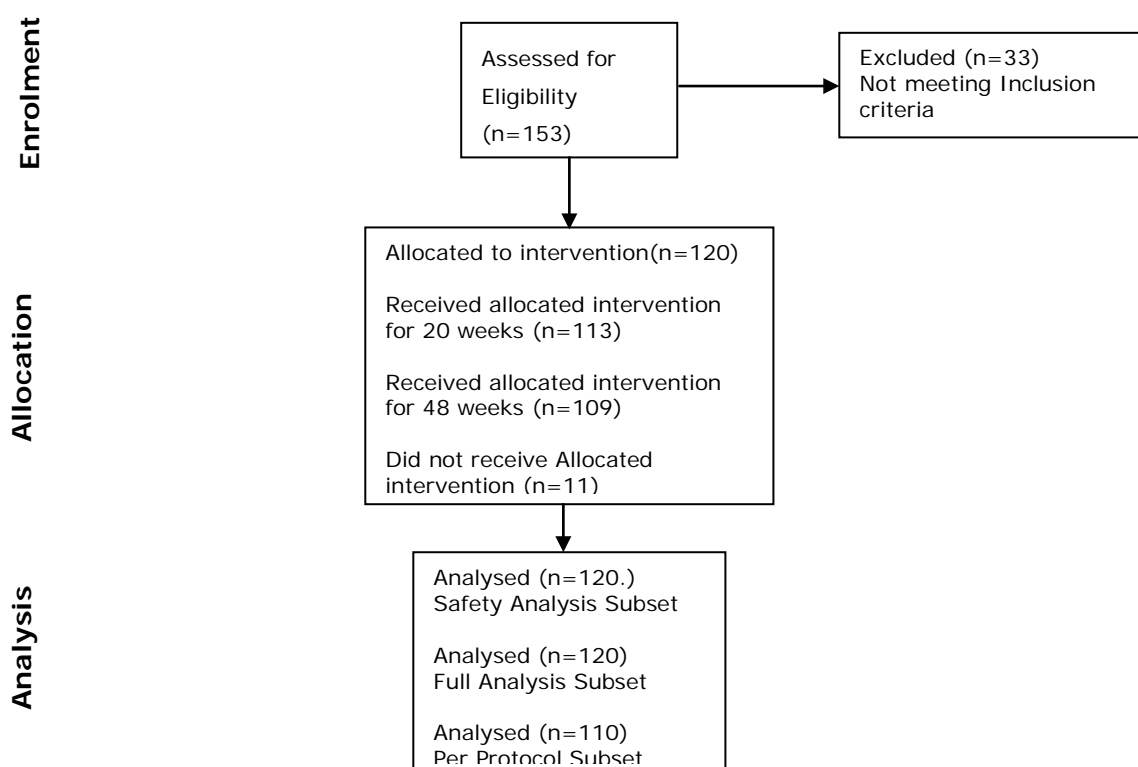 Enrolment
Assessed for
Eligibility
(n=153)
Excluded (n=33)
Not meeting Inclusion
criteria
Allocation
Allocated to intervention(n=120)
Received allocated intervention
for 20 weeks (n=113)
Received allocated intervention
for 48 weeks (n=109)
Did not receive Allocated
intervention (n=11)
Analysis
Analysed (n=120.)
Safety Analysis Subset
Analysed (n=120)
Full Analysis Subset
Analysed (n=110)
Per Protocol Subset